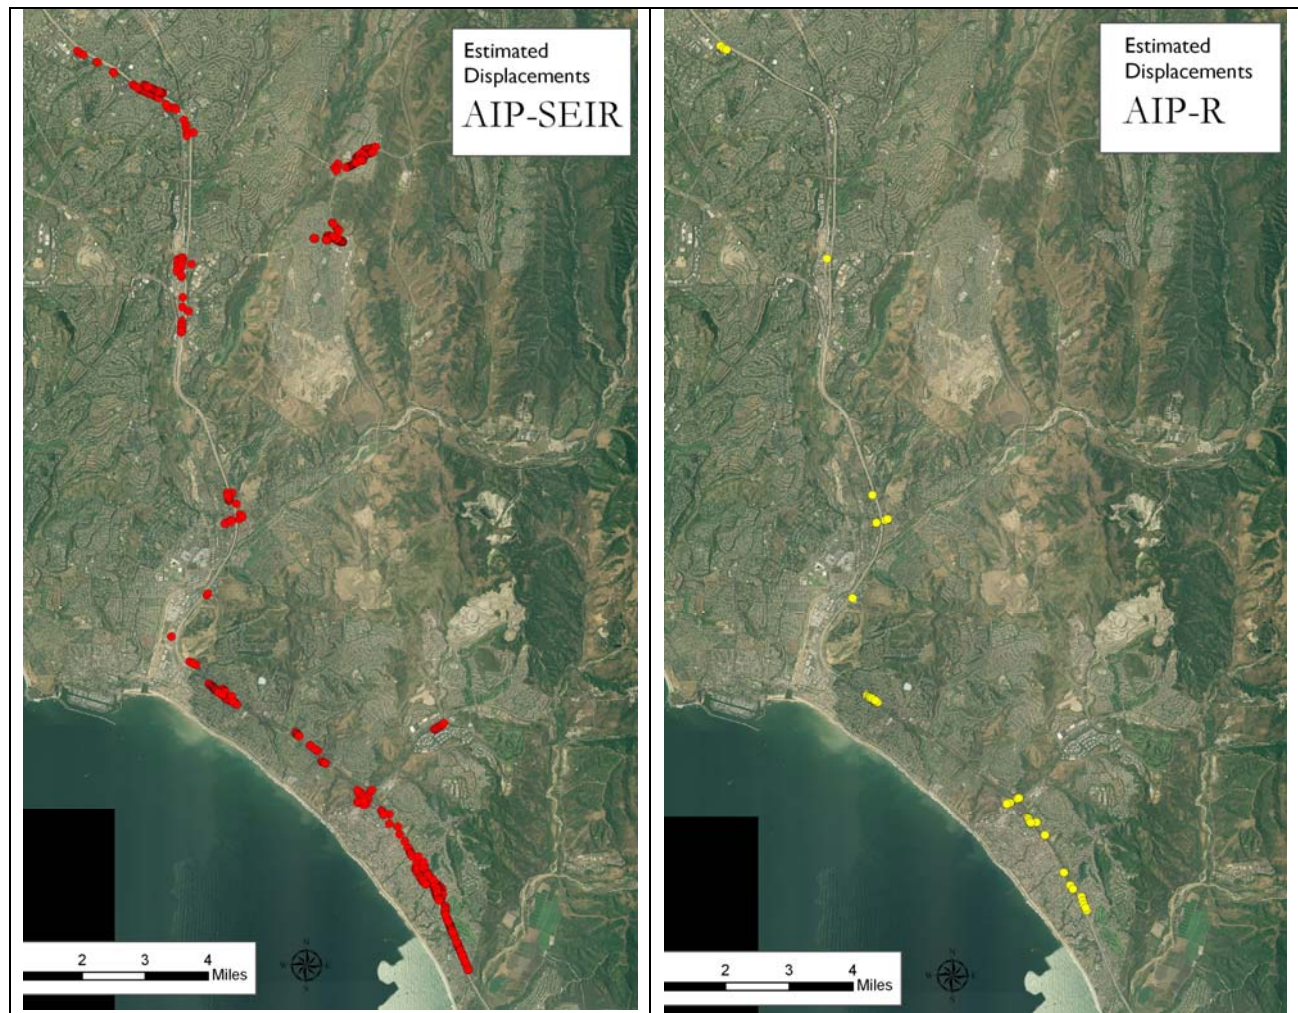 Estimated
Displacements
AIP-SEIR
2 3 4
Miles
N
W E
S
Estimated
Displacements
AIP-R
2 3 4
Miles
N
W E
S